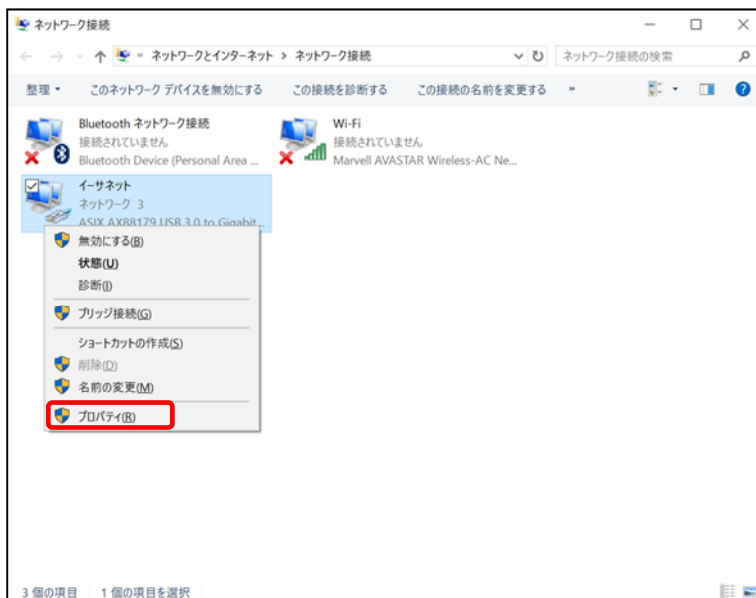 ネットワーク接続
ネットワークとインターネット › ネットワーク接続
ネットワーク接続の検索
整理 このネットワーク デバイスを無効にする この接続を診断する この接続の名前を変更する »
Bluetooth ネットワーク接続
接続されていません
Bluetooth Device (Personal Area ...
Wi-Fi
接続されていません
Marvell AVASTAR Wireless-AC Ne...
イーサネット
ネットワーク 3
ASIX AX88179 USB 3.0 to Gigabit...
無効にする(B)
状態(U)
診断(I)
ブリッジ接続(G)
ショートカットの作成(S)
削除(D)
名前の変更(M)
プロパティ(R)
3 個の項目 1 個の項目を選択